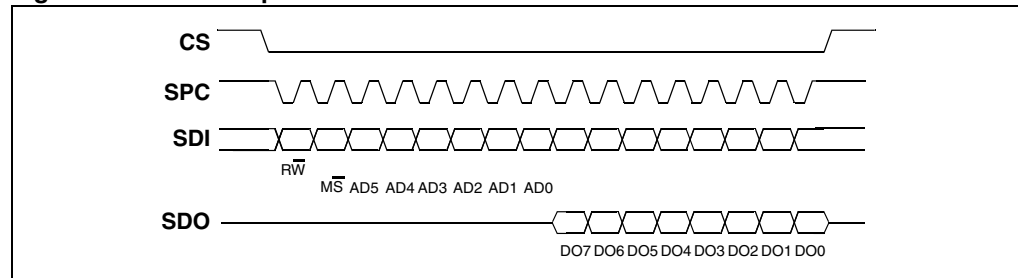 CS
SPC
SDI
RW̅
MS̅ AD5 AD4 AD3 AD2 AD1 AD0
SDO
DO7 DO6 DO5 DO4 DO3 DO2 DO1 DO0